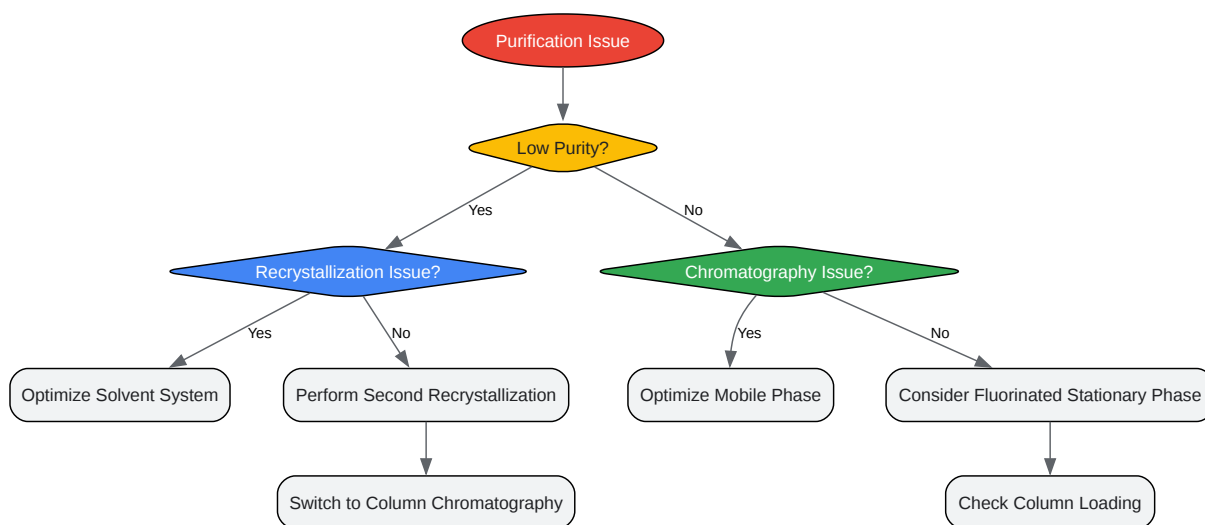 Purification Issue
Low Purity?
Yes
No
Recrystallization Issue?
Chromatography Issue?
Yes
No
Yes
No
Optimize Solvent System
Perform Second Recrystallization
Optimize Mobile Phase
Consider Fluorinated Stationary Phase
Switch to Column Chromatography
Check Column Loading